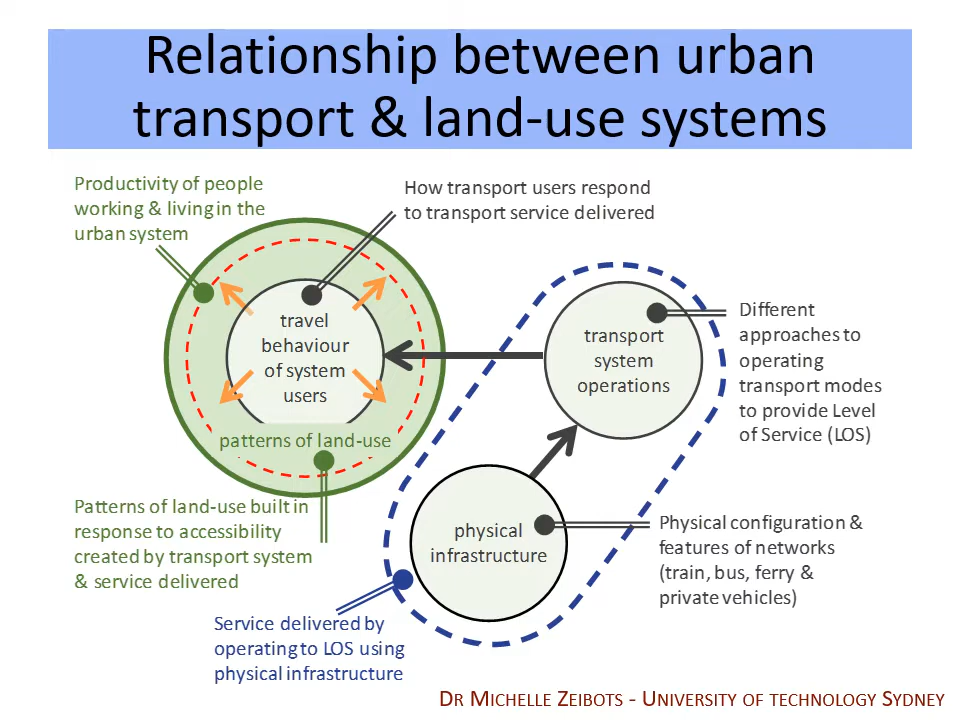 Relationship between urban
transport & land-use systems
Productivity of people
working & living in the
urban system
How transport users respond
to transport service delivered
travel
behaviour
of system
users
patterns of land-use
transport
system
operations
Different
approaches to
operating
transport modes
to provide Level
of Service (LOS)
Patterns of land-use built in
response to accessibility
created by transport system
& service delivered
physical
infrastructure
Physical configuration &
features of networks
(train, bus, ferry &
private vehicles)
Service delivered by
operating to LOS using
physical infrastructure
DR MICHELLE ZEIBOTS - UNIVERSITY OF TECHNOLOGY SYDNEY